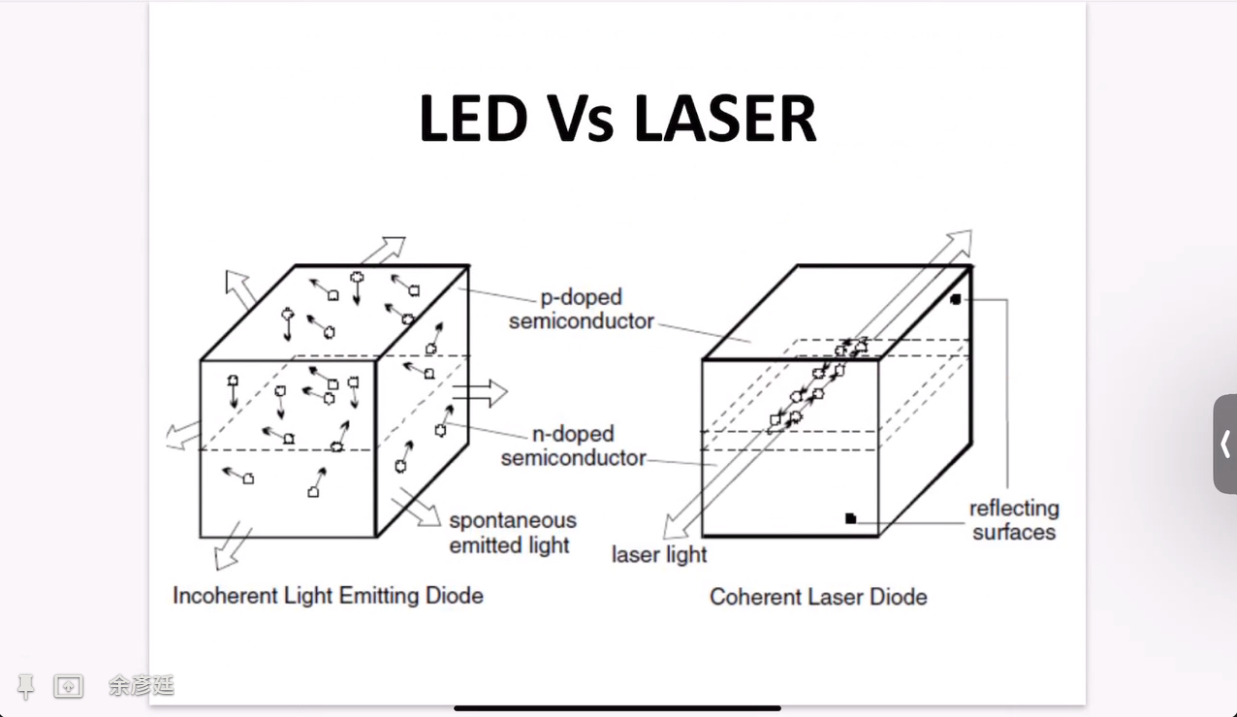 LED Vs LASER
p-doped
semiconductor
n-doped
semiconductor
spontaneous
emitted light
laser light
reflecting
surfaces
Incoherent Light Emitting Diode
Coherent Laser Diode
余彥廷